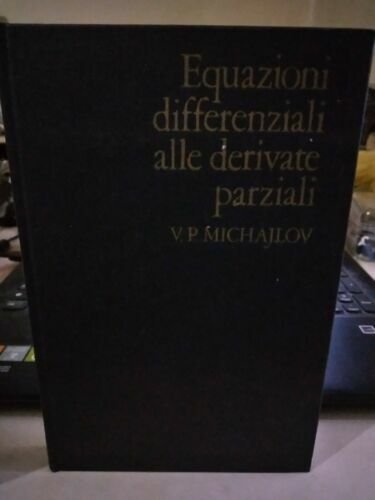 Equazioni
differenziali
alle derivate
parziali
V. P. MICHAJLOV